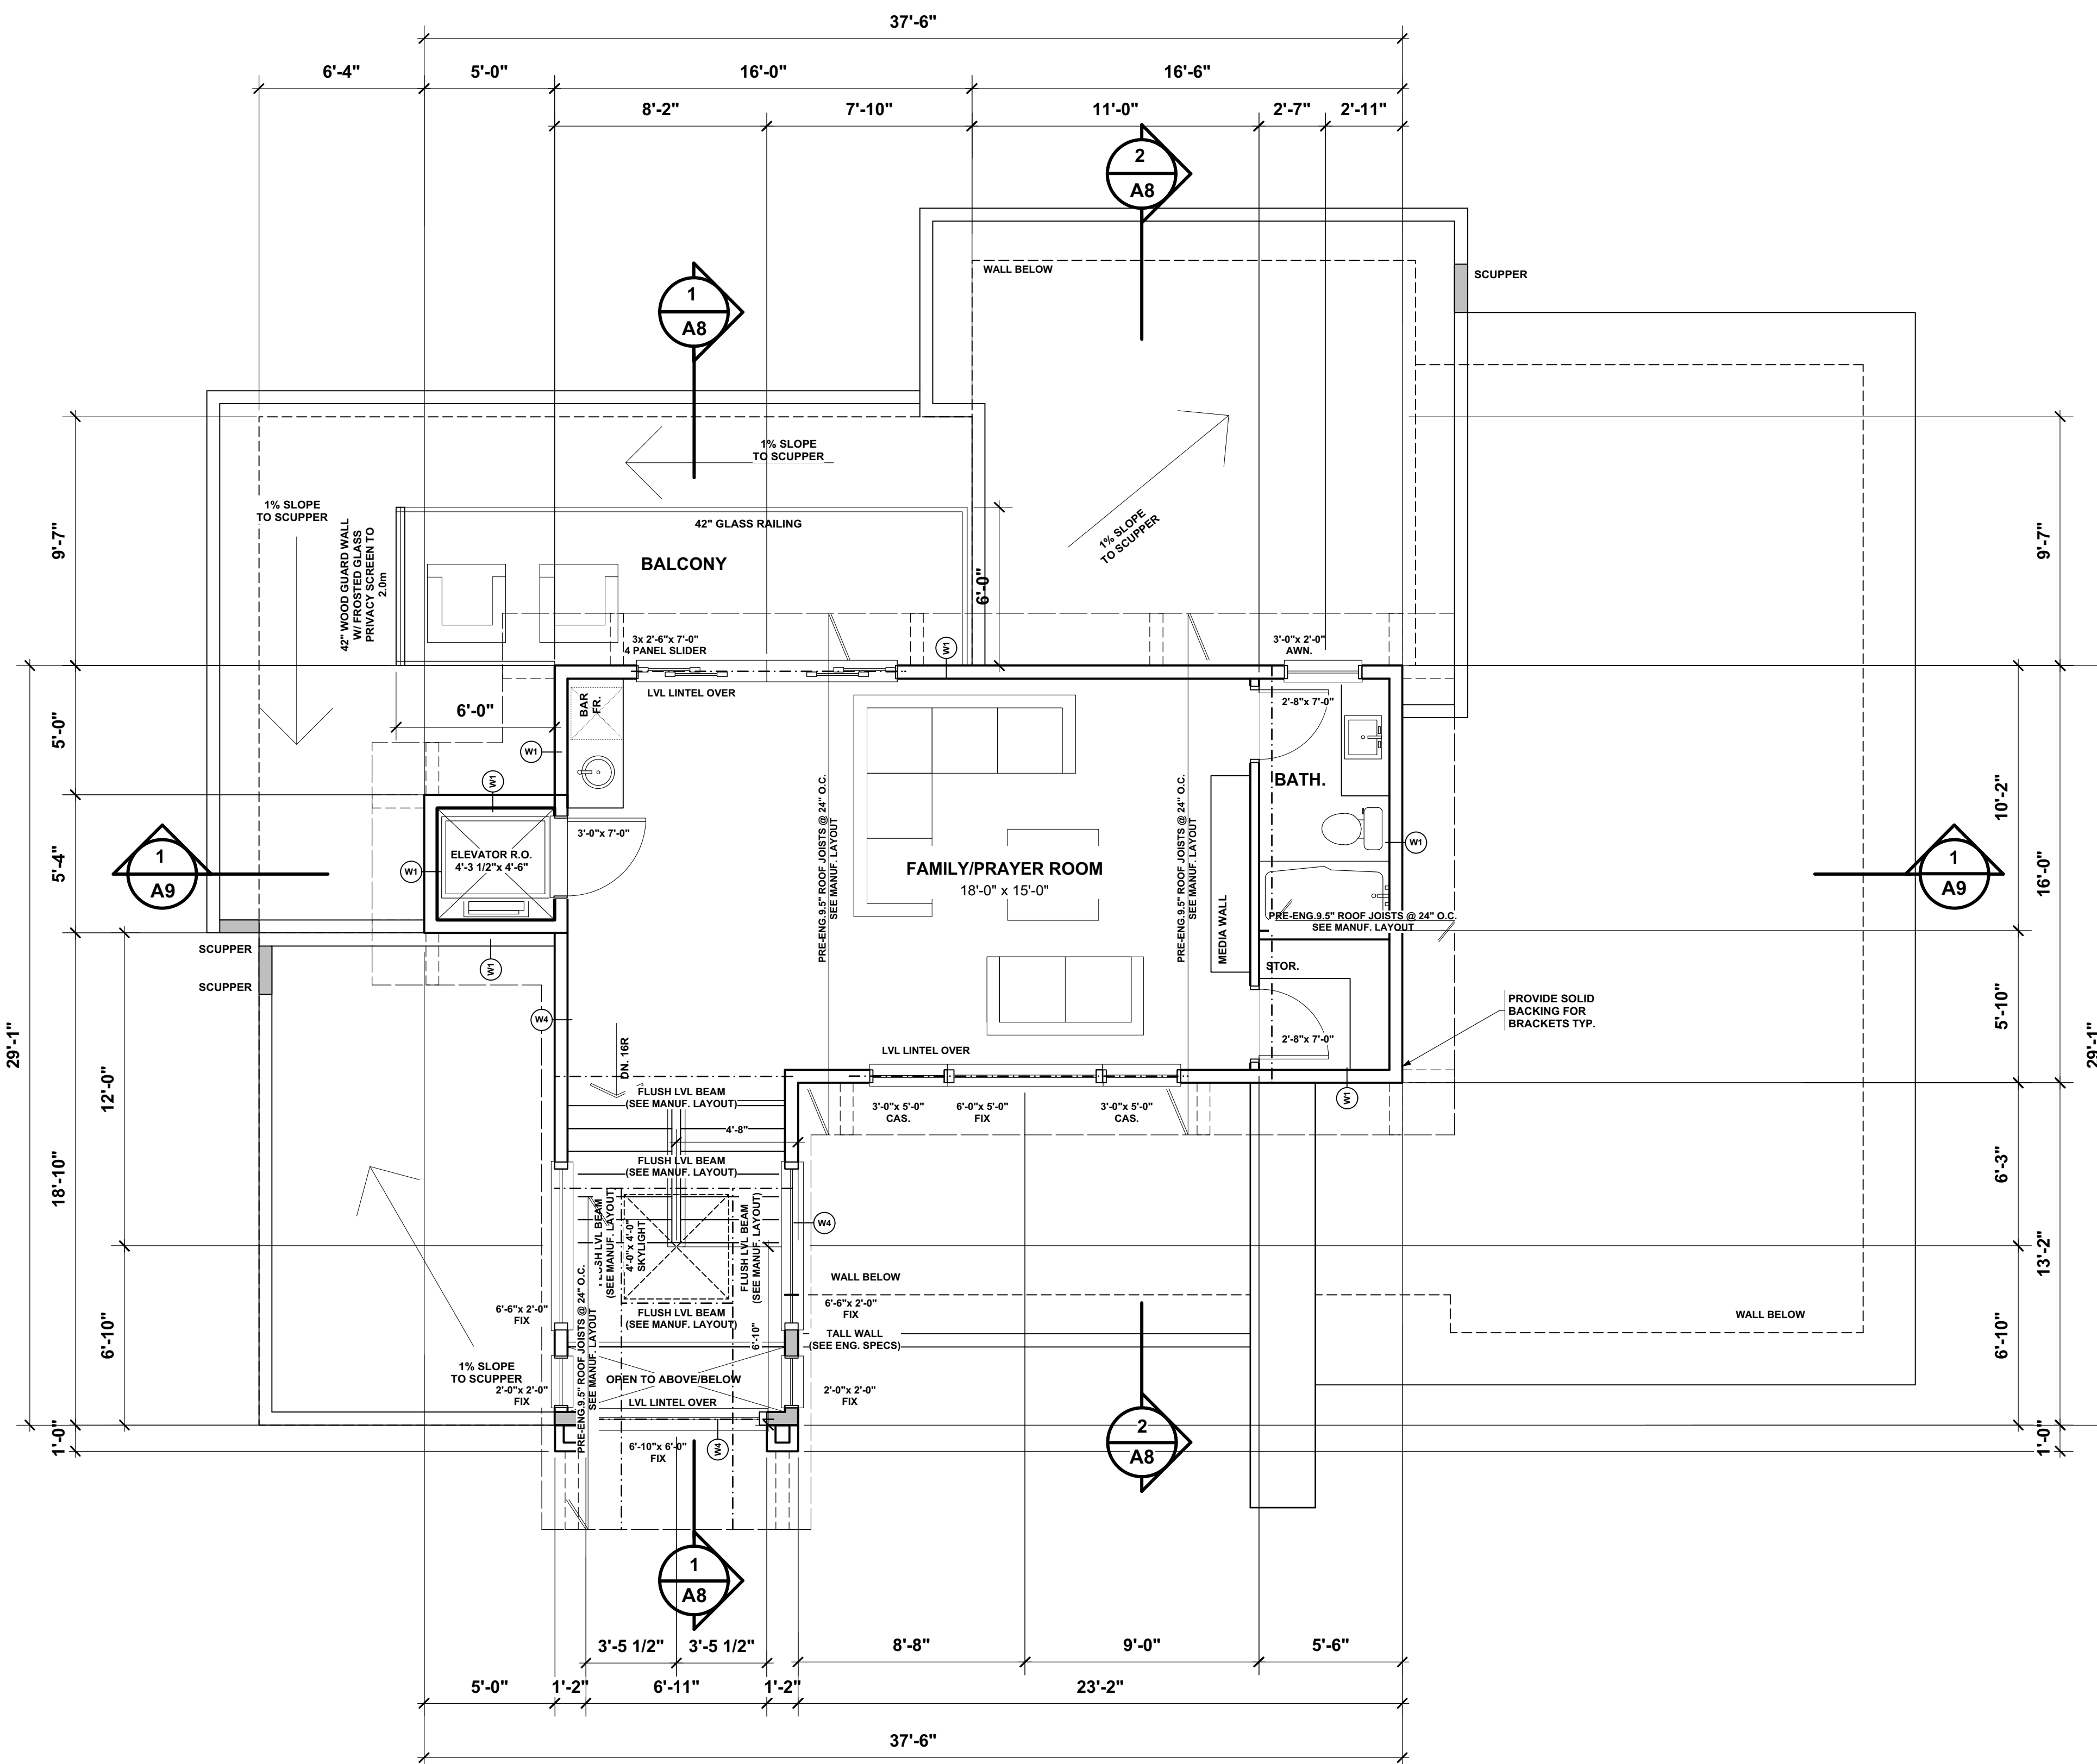 37'-6"
6'-4"
5'-0"
16'-0"
16'-6"
8'-2"
7'-10"
11'-0"
2'-7"
2'-11"
2
A8
WALL BELOW
SCUPPER
1
A8
1% SLOPE
TO SCUPPER
1% SLOPE
TO SCUPPER
42" GLASS RAILING
1% SLOPE
TO SCUPPER
9'-7"
9'-7"
42" WOOD GUARD WALL
W/ FROSTED GLASS
PRIVACY SCREEN TO
2.0m
BALCONY
6'-0"
3x 2'-6"x 7'-0"
4 PANEL SLIDER
W1
3'-0"x 2'-0"
AWN.
LVL LINTEL OVER
BAR
FR.
2'-8"x 7'-0"
6'-0"
5'-0"
W1
W1
BATH.
10'-2"
PRE-ENG.9.5" ROOF JOISTS @ 24" O.C.
SEE MANUF. LAYOUT
PRE-ENG.9.5" ROOF JOISTS @ 24" O.C.
SEE MANUF. LAYOUT
3'-0"x 7'-0"
W1
1
A9
5'-4"
ELEVATOR R.O.
4'-3 1/2"x 4'-6"
W1
FAMILY/PRAYER ROOM
18'-0" x 15'-0"
1
A9
16'-0"
MEDIA WALL
PRE-ENG.9.5" ROOF JOISTS @ 24" O.C.
SEE MANUF. LAYOUT
SCUPPER
W1
STOR.
SCUPPER
PROVIDE SOLID
BACKING FOR
BRACKETS TYP.
5'-10"
W4
29'-1"
29'-1"
2'-8"x 7'-0"
LVL LINTEL OVER
DN. 16R
12'-0"
FLUSH LVL BEAM
(SEE MANUF. LAYOUT)
3'-0"x 5'-0"
CAS.
6'-0"x 5'-0"
FIX
3'-0"x 5'-0"
CAS.
W1
4'-8"
FLUSH LVL BEAM
(SEE MANUF. LAYOUT)
6'-3"
18'-10"
FLUSH LVL BEAM
(SEE MANUF. LAYOUT)
4'-0"x 4'-0"
SKYLIGHT
FLUSH LVL BEAM
(SEE MANUF. LAYOUT)
W4
13'-2"
WALL BELOW
6'-6"x 2'-0"
FIX
FLUSH LVL BEAM
(SEE MANUF. LAYOUT)
6'-6"x 2'-0"
FIX
WALL BELOW
6'-10"
6'-10"
6'-10"
TALL WALL
(SEE ENG. SPECS)
PRE-ENG.9.5" ROOF JOISTS @ 24" O.C.
SEE MANUF. LAYOUT
1% SLOPE
TO SCUPPER
OPEN TO ABOVE/BELOW
2'-0"x 2'-0"
FIX
2'-0"x 2'-0"
FIX
LVL LINTEL OVER
1'-0"
6'-10"x 6'-0"
FIX
W4
2
A8
1'-0"
1
A8
3'-5 1/2"
3'-5 1/2"
8'-8"
9'-0"
5'-6"
5'-0"
1'-2"
6'-11"
1'-2"
23'-2"
37'-6"